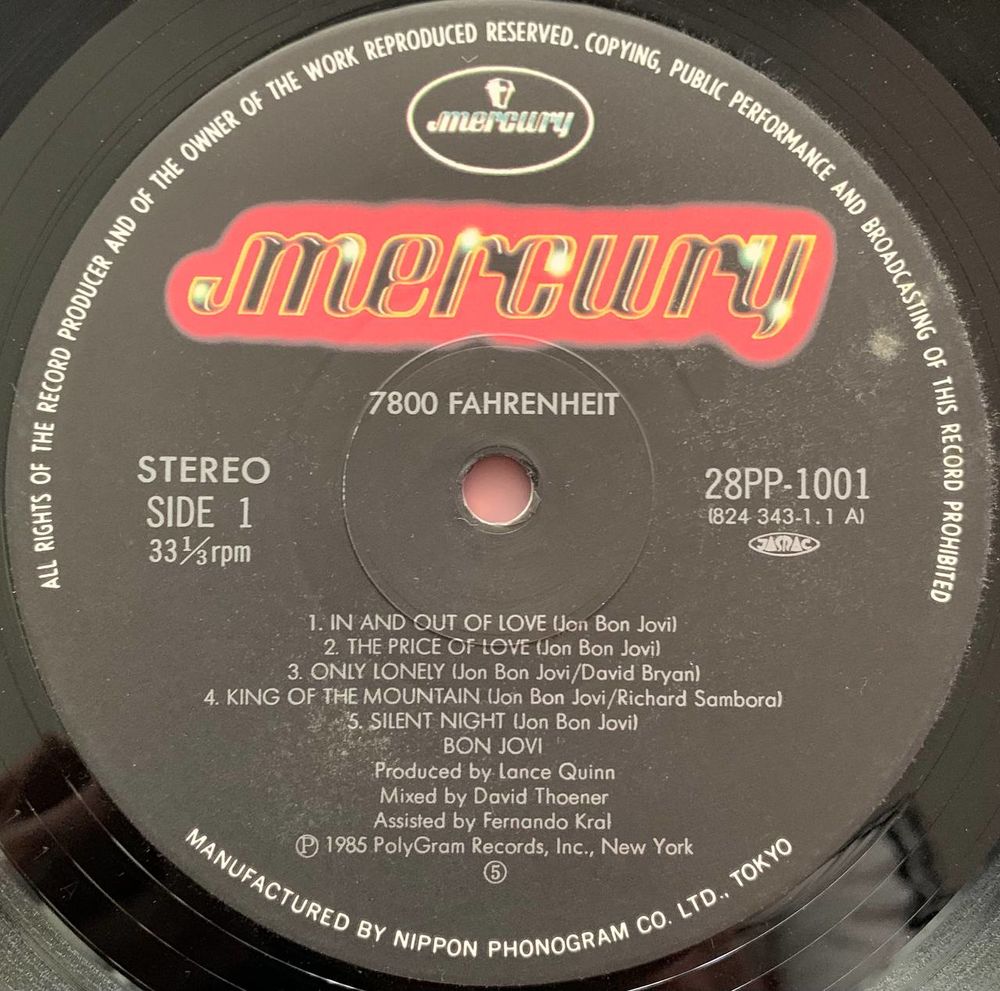 ALL RIGHTS OF THE RECORD PRODUCER AND OF THE OWNER OF THE WORK REPRODUCED RESERVED. COPYING, PUBLIC PERFORMANCE AND BROADCASTING OF THIS RECORD PROHIBITED
mercury
mercury
7800 FAHRENHEIT
STEREO
SIDE 1
33⅓rpm
28PP-1001
(824 343-1.1 A)
JASRAC
1. IN AND OUT OF LOVE (Jon Bon Jovi)
2. THE PRICE OF LOVE (Jon Bon Jovi)
3. ONLY LONELY (Jon Bon Jovi/David Bryan)
4. KING OF THE MOUNTAIN (Jon Bon Jovi/Richard Sambora)
5. SILENT NIGHT (Jon Bon Jovi)
BON JOVI
Produced by Lance Quinn
Mixed by David Thoener
Assisted by Fernando Kral
Ⓟ 1985 PolyGram Records, Inc., New York
⑤
MANUFACTURED BY NIPPON PHONOGRAM CO. LTD., TOKYO